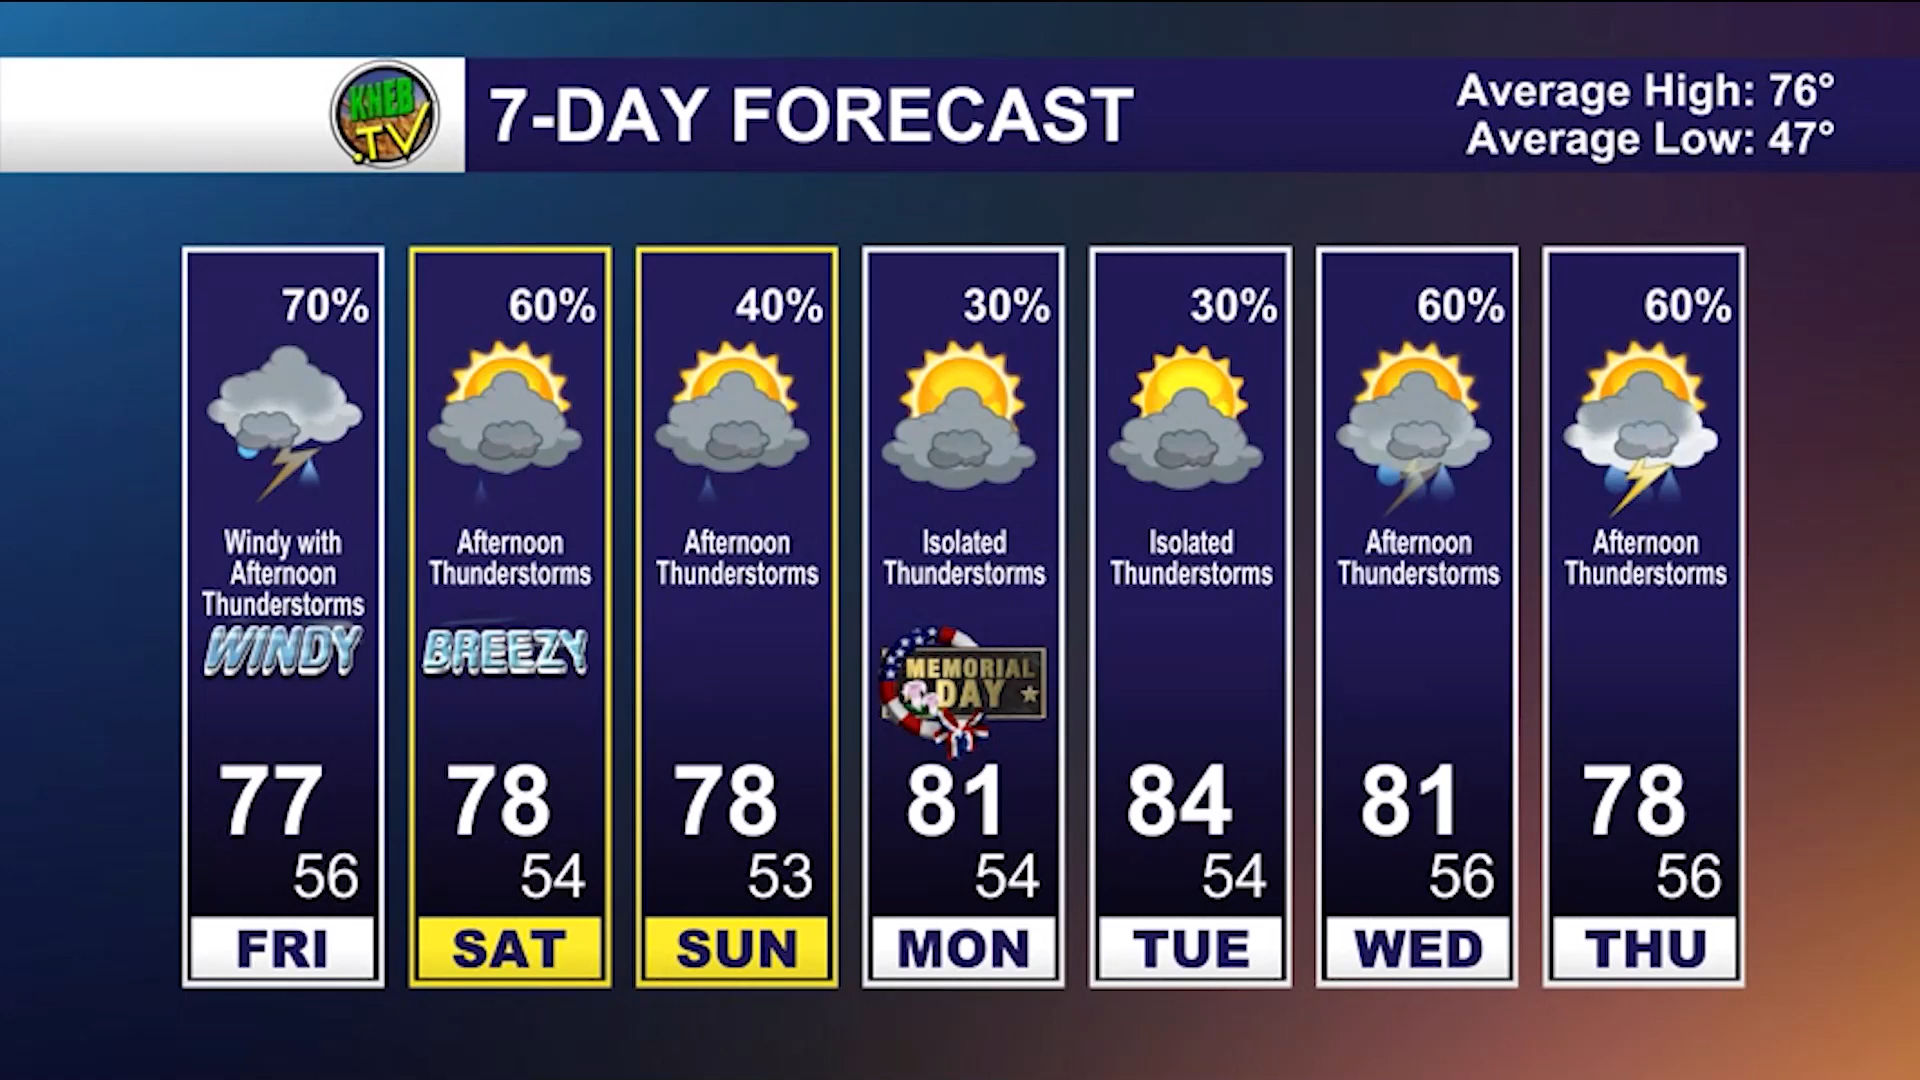 KNEB
.TV
7-DAY FORECAST
Average High: 76°
Average Low: 47°
70%
Windy with
Afternoon
Thunderstorms
WINDY
77
56
FRI
60%
Afternoon
Thunderstorms
BREEZY
78
54
SAT
40%
Afternoon
Thunderstorms
78
53
SUN
30%
Isolated
Thunderstorms
MEMORIAL
DAY
81
54
MON
30%
Isolated
Thunderstorms
84
54
TUE
60%
Afternoon
Thunderstorms
81
56
WED
60%
Afternoon
Thunderstorms
78
56
THU